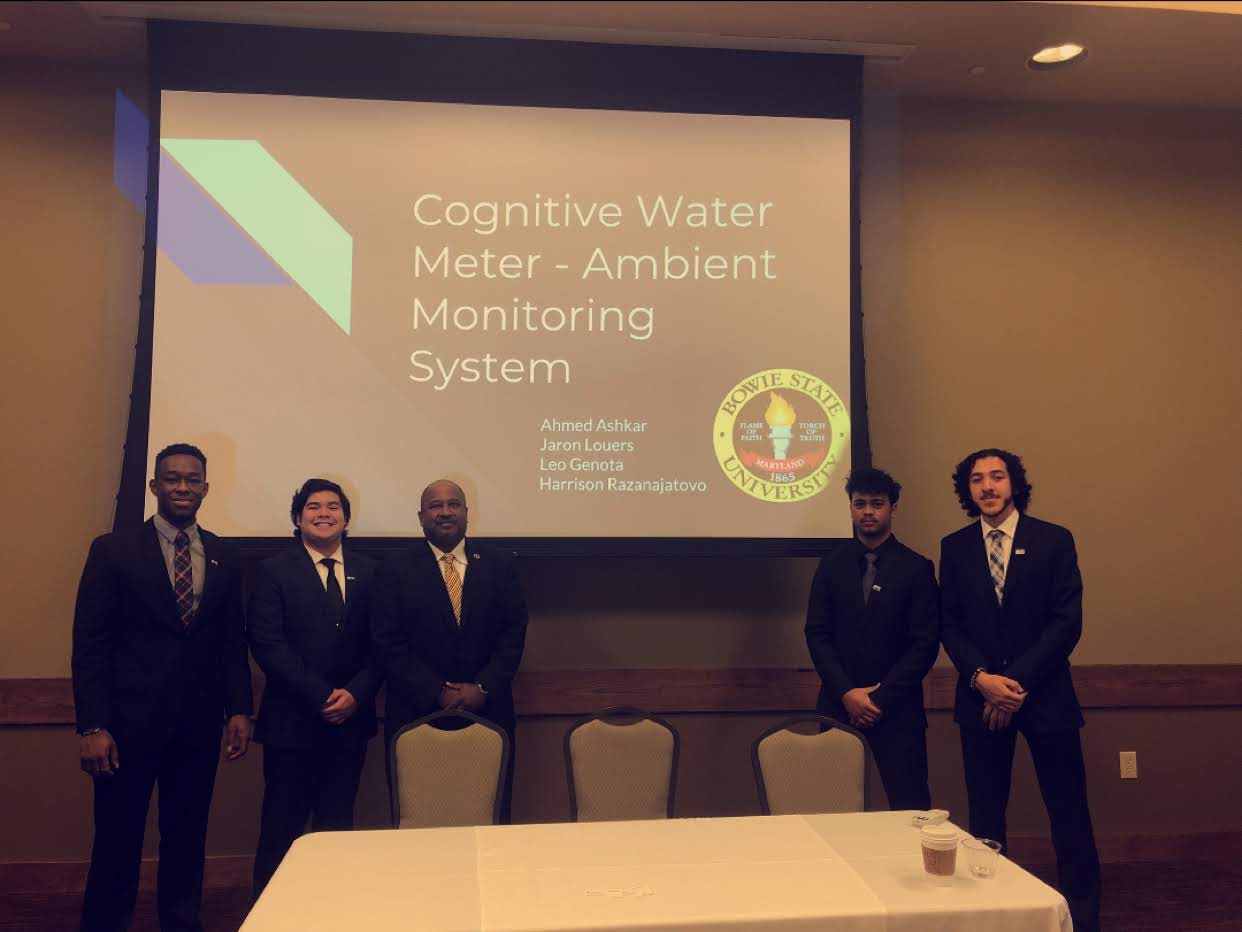 Cognitive Water
Meter - Ambient
Monitoring
System
Ahmed Ashkar
Jaron Louers
Leo Genota
Harrison Razanajatovo
BOWIE STATE
FLAME
OF
FAITH
TORCH
OF
TRUTH
MARYLAND
1865
UNIVERSITY